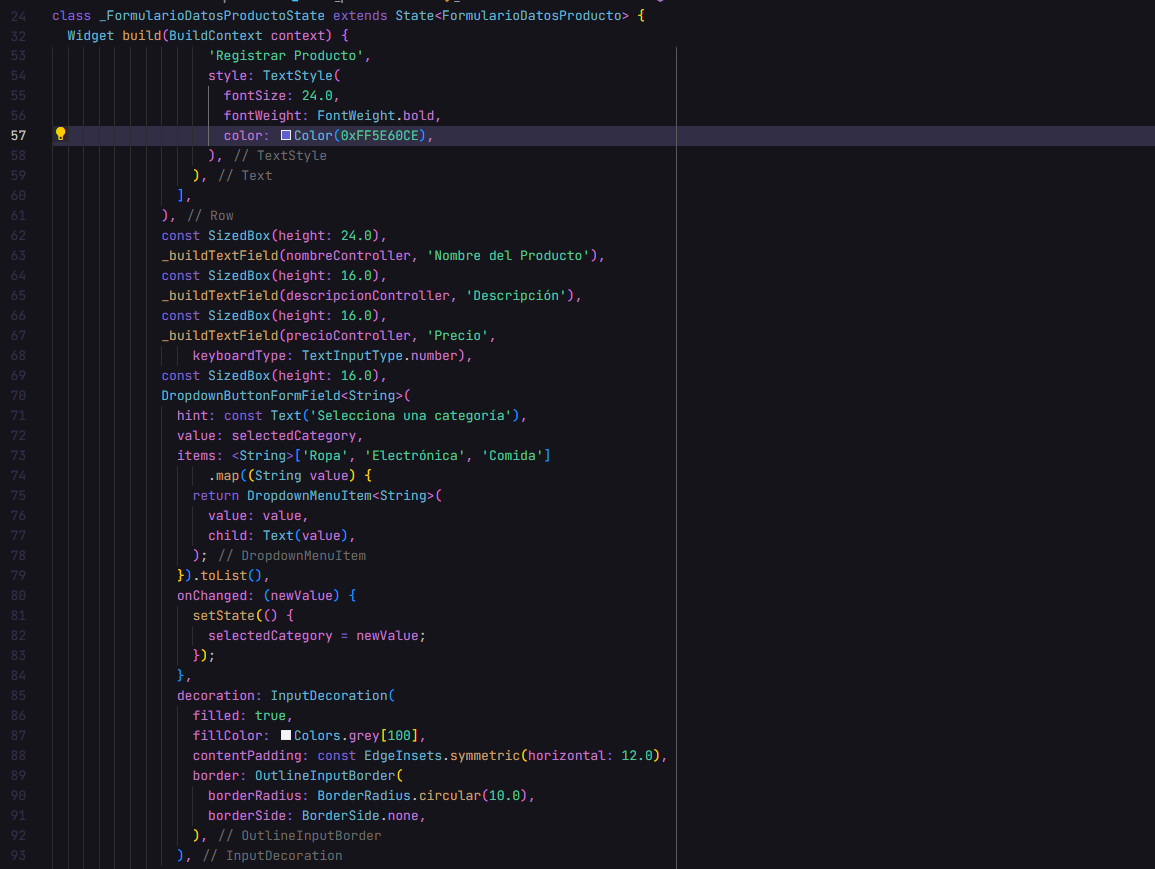 24 class _FormularioDatosProductoState extends State<FormularioDatosProducto> {
32 Widget build(BuildContext context) {
53 'Registrar Producto',
54 style: TextStyle(
55 fontSize: 24.0,
56 fontWeight: FontWeight.bold,
57 color: Color(0xFF5E60CE),
58 ), // TextStyle
59 ), // Text
60 ],
61 ), // Row
62 const SizedBox(height: 24.0),
63 _buildTextField(nombreController, 'Nombre del Producto'),
64 const SizedBox(height: 16.0),
65 _buildTextField(descripcionController, 'Descripción'),
66 const SizedBox(height: 16.0),
67 _buildTextField(precioController, 'Precio',
68 keyboardType: TextInputType.number),
69 const SizedBox(height: 16.0),
70 DropdownButtonFormField<String>(
71 hint: const Text('Selecciona una categoría'),
72 value: selectedCategory,
73 items: <String>['Ropa', 'Electrónica', 'Comida']
74 .map((String value) {
75 return DropdownMenuItem<String>(
76 value: value,
77 child: Text(value),
78 ); // DropdownMenuItem
79 }).toList(),
80 onChanged: (newValue) {
81 setState(() {
82 selectedCategory = newValue;
83 });
84 },
85 decoration: InputDecoration(
86 filled: true,
87 fillColor: Colors.grey[100],
88 contentPadding: const EdgeInsets.symmetric(horizontal: 12.0),
89 border: OutlineInputBorder(
90 borderRadius: BorderRadius.circular(10.0),
91 borderSide: BorderSide.none,
92 ), // OutlineInputBorder
93 ), // InputDecoration